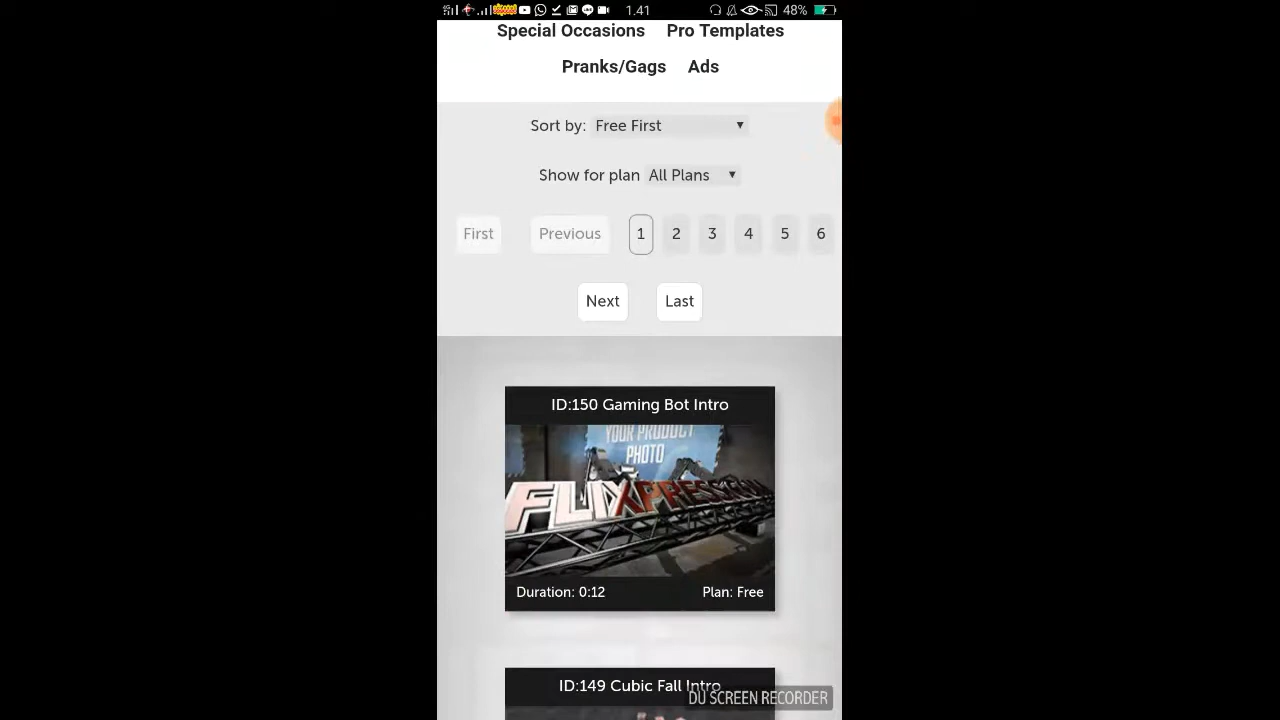 1.41 48%
Special Occasions Pro Templates
Pranks/Gags Ads
Sort by: Free First
Show for plan All Plans
First Previous 1 2 3 4 5 6
Next Last
ID:150 Gaming Bot Intro
YOUR PRODUCT
PHOTO
Duration: 0:12 Plan: Free
ID:149 Cubic Fall Intro
DU SCREEN RECORDER